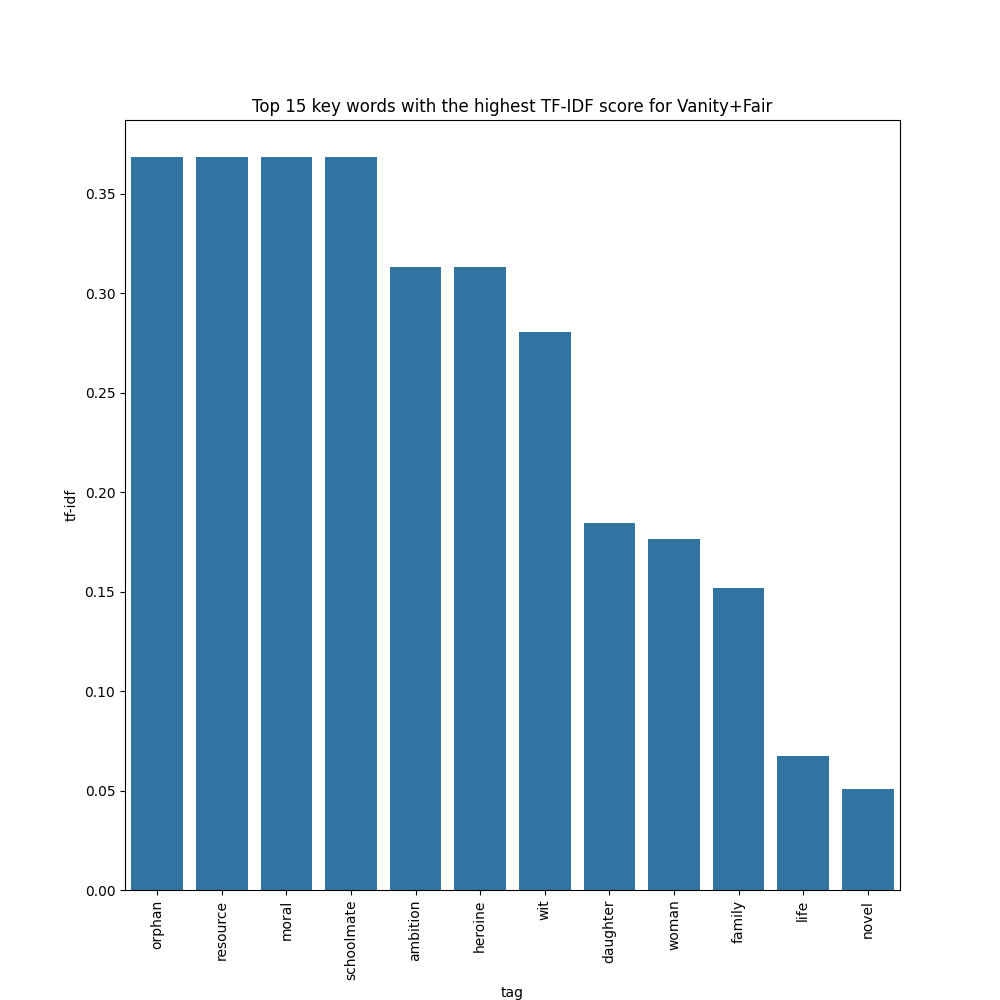 Top 15 key words with the highest TF-IDF score for Vanity+Fair
tf-idf
0.35
0.30
0.25
0.20
0.15
0.10
0.05
0.00
orphan
resource
moral
schoolmate
ambition
heroine
wit
daughter
woman
family
life
novel
tag